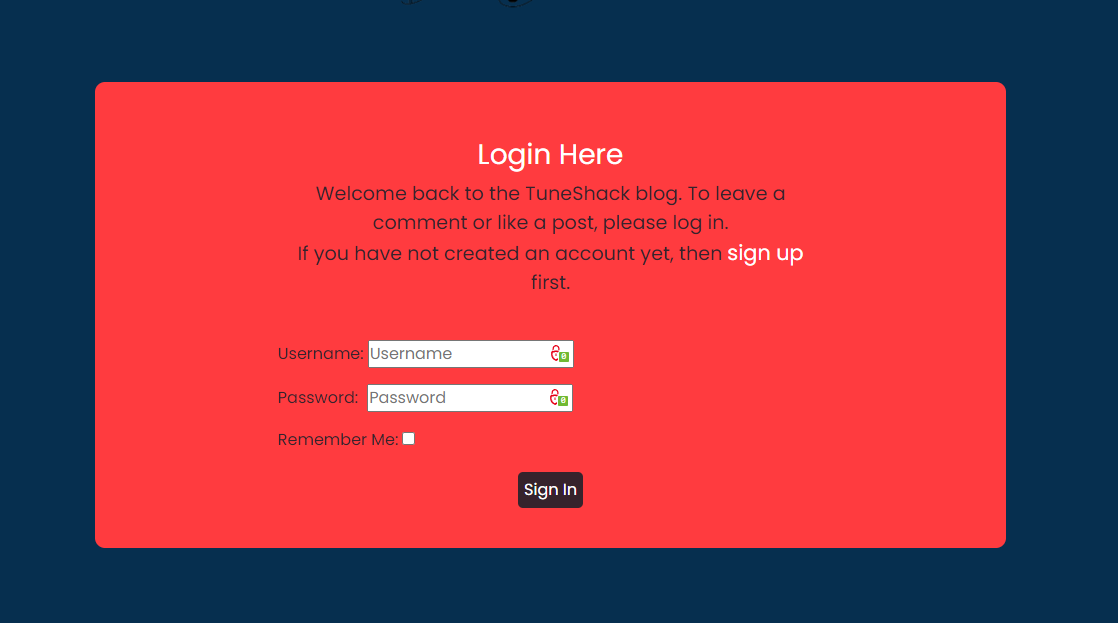 Login Here
Welcome back to the TuneShack blog. To leave a
comment or like a post, please log in.
If you have not created an account yet, then sign up
first.
Username: Username
Password: Password
Remember Me:
Sign In